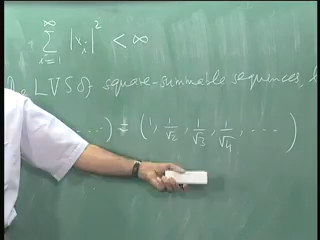 ∞
∑ |x_i|² < ∞
i=1
LVS of square-summable sequences,
...) = (1, 1/√2, 1/√3, 1/√4, ....)